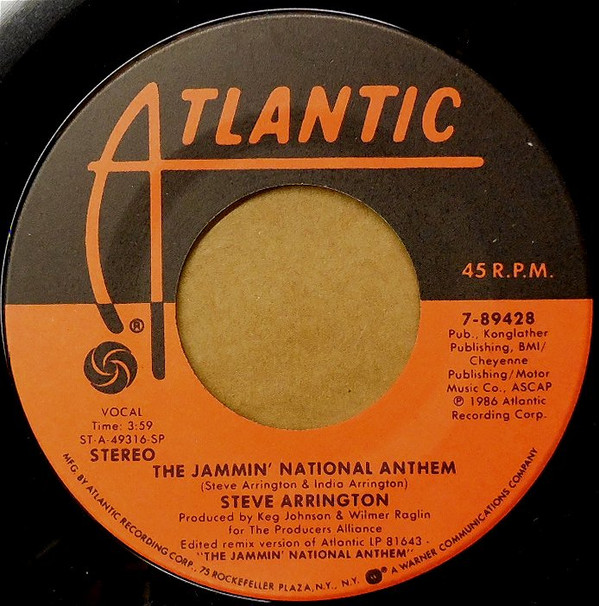 ATLANTIC
®
45 R.P.M.
7-89428
Pub., Konglather
Publishing, BMI/
Cheyenne
Publishing/Motor
Music Co., ASCAP
℗ 1986 Atlantic
Recording Corp.
VOCAL
Time: 3:59
ST-A-49316-SP
STEREO
THE JAMMIN' NATIONAL ANTHEM
(Steve Arrington & India Arrington)
STEVE ARRINGTON
Produced by Keg Johnson & Wilmer Raglin
for The Producers Alliance
Edited remix version of Atlantic LP 81643 -
"THE JAMMIN' NATIONAL ANTHEM"
MFG. BY ATLANTIC RECORDING CORP., 75 ROCKEFELLER PLAZA, N.Y., N.Y. ® A WARNER COMMUNICATIONS COMPANY